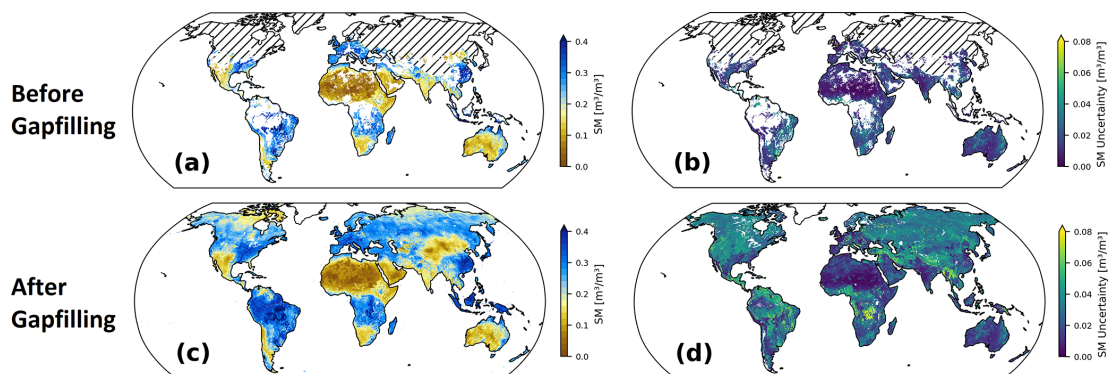 Before
Gapfilling
(a)
0.4
0.3
0.2
0.1
0.0
SM [m³/m³]
(b)
0.08
0.06
0.04
0.02
0.00
SM Uncertainty [m³/m³]
After
Gapfilling
(c)
0.4
0.3
0.2
0.1
0.0
SM [m³/m³]
(d)
0.08
0.06
0.04
0.02
0.00
SM Uncertainty [m³/m³]